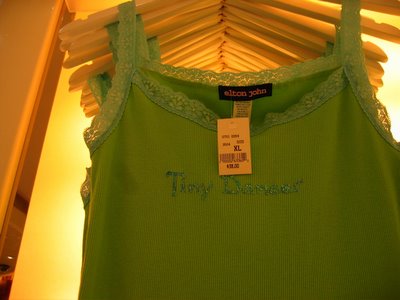 elton john
XL
Tiny Dancer